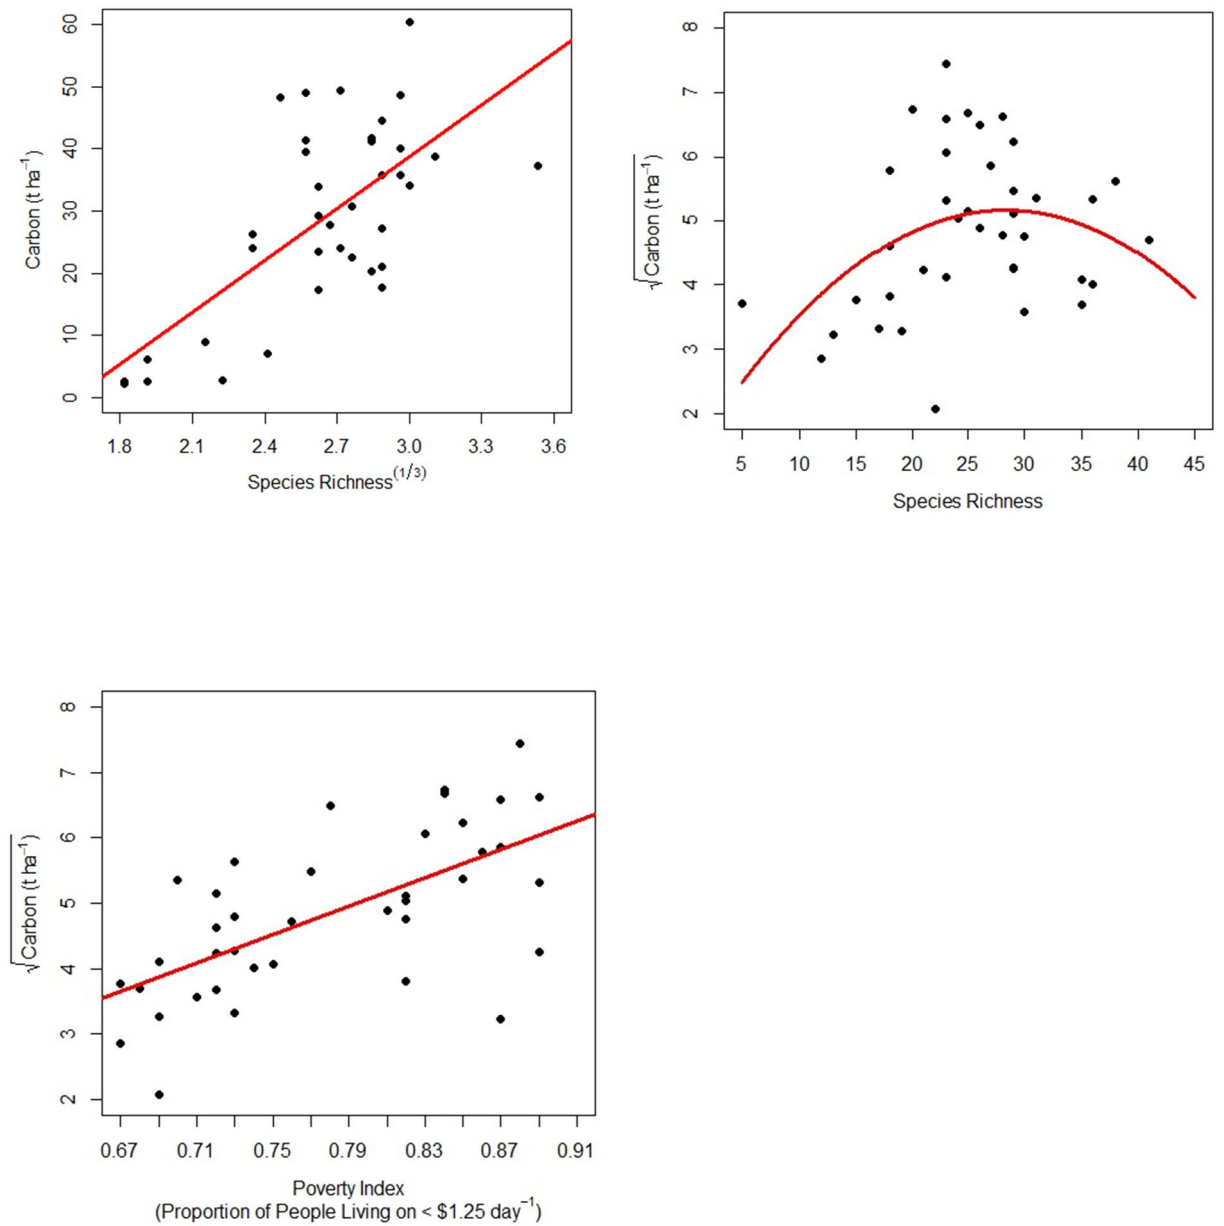 Carbon (t ha⁻¹)
0 10 20 30 40 50 60
1.8 2.1 2.4 2.7 3.0 3.3 3.6
Species Richness⁽¹/³⁾
√Carbon (t ha⁻¹)
2 3 4 5 6 7 8
5 10 15 20 25 30 35 40 45
Species Richness
√Carbon (t ha⁻¹)
2 3 4 5 6 7 8
0.67 0.71 0.75 0.79 0.83 0.87 0.91
Poverty Index
(Proportion of People Living on < $1.25 day⁻¹)